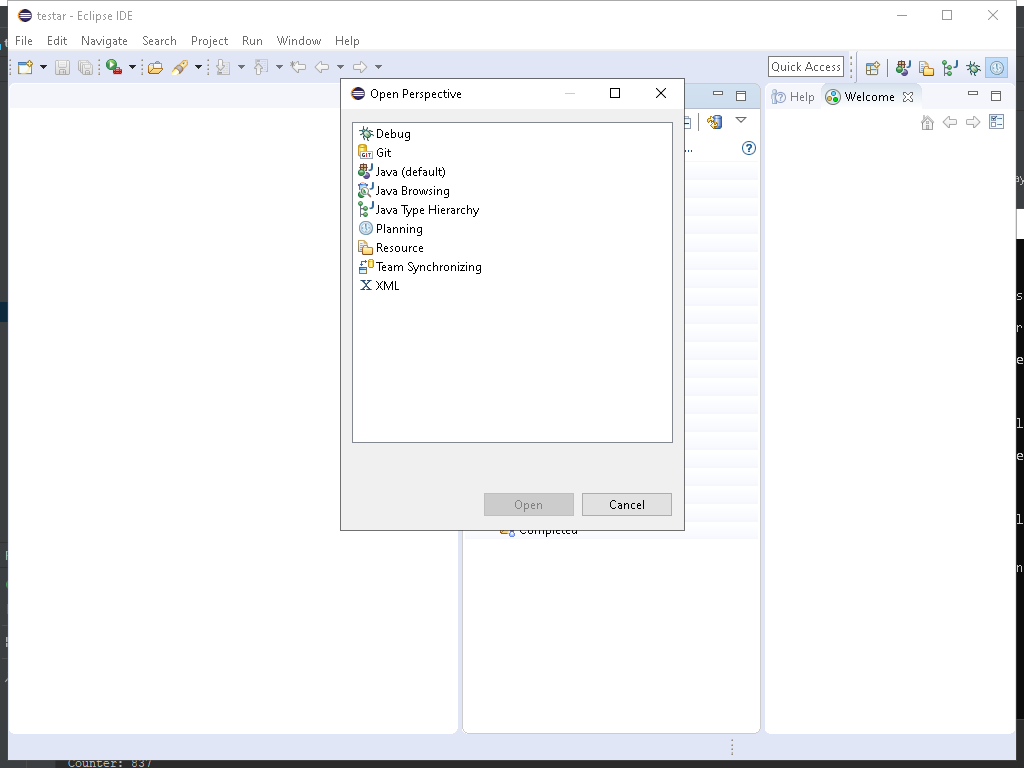 testar - Eclipse IDE
File Edit Navigate Search Project Run Window Help
Quick Access
Open Perspective
Help
Welcome
Debug
Git
Java (default)
Java Browsing
Java Type Hierarchy
Planning
Resource
Team Synchronizing
XML
...
Open
Cancel
Completed
Counter: 837